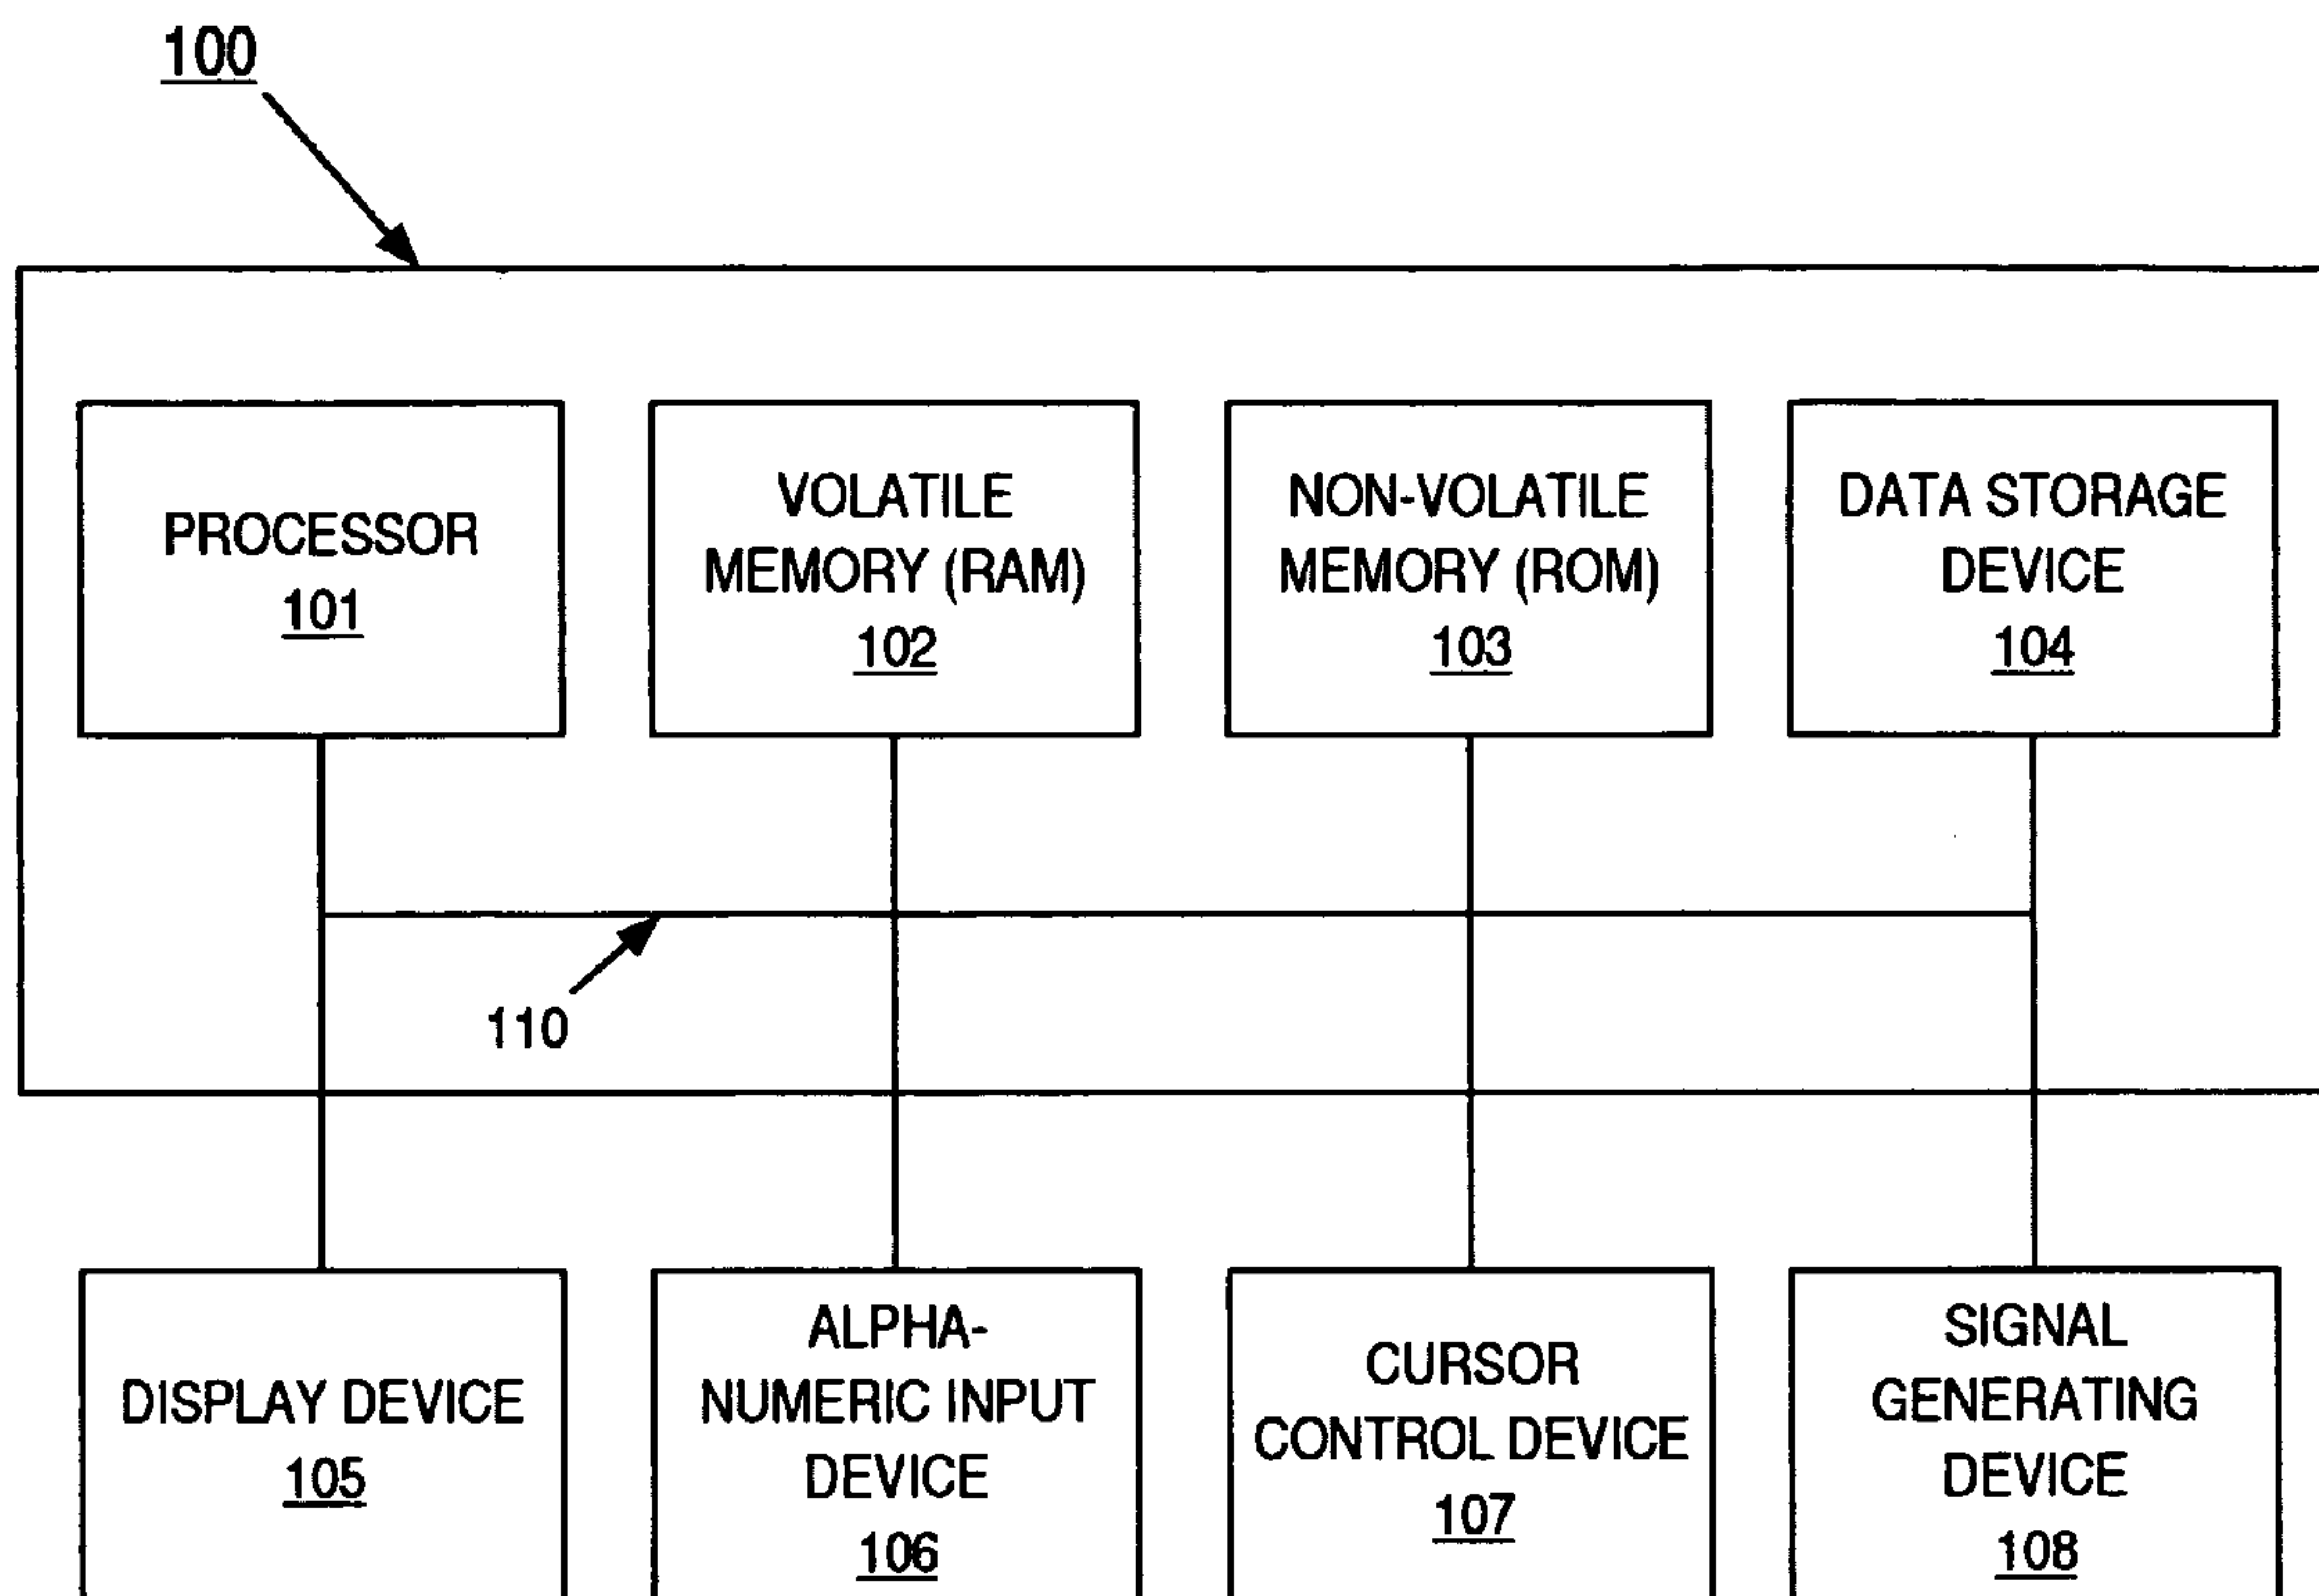 100
PROCESSOR
101
VOLATILE
MEMORY (RAM)
102
NON-VOLATILE
MEMORY (ROM)
103
DATA STORAGE
DEVICE
104
110
DISPLAY DEVICE
105
ALPHA-
NUMERIC INPUT
DEVICE
106
CURSOR
CONTROL DEVICE
107
SIGNAL
GENERATING
DEVICE
108